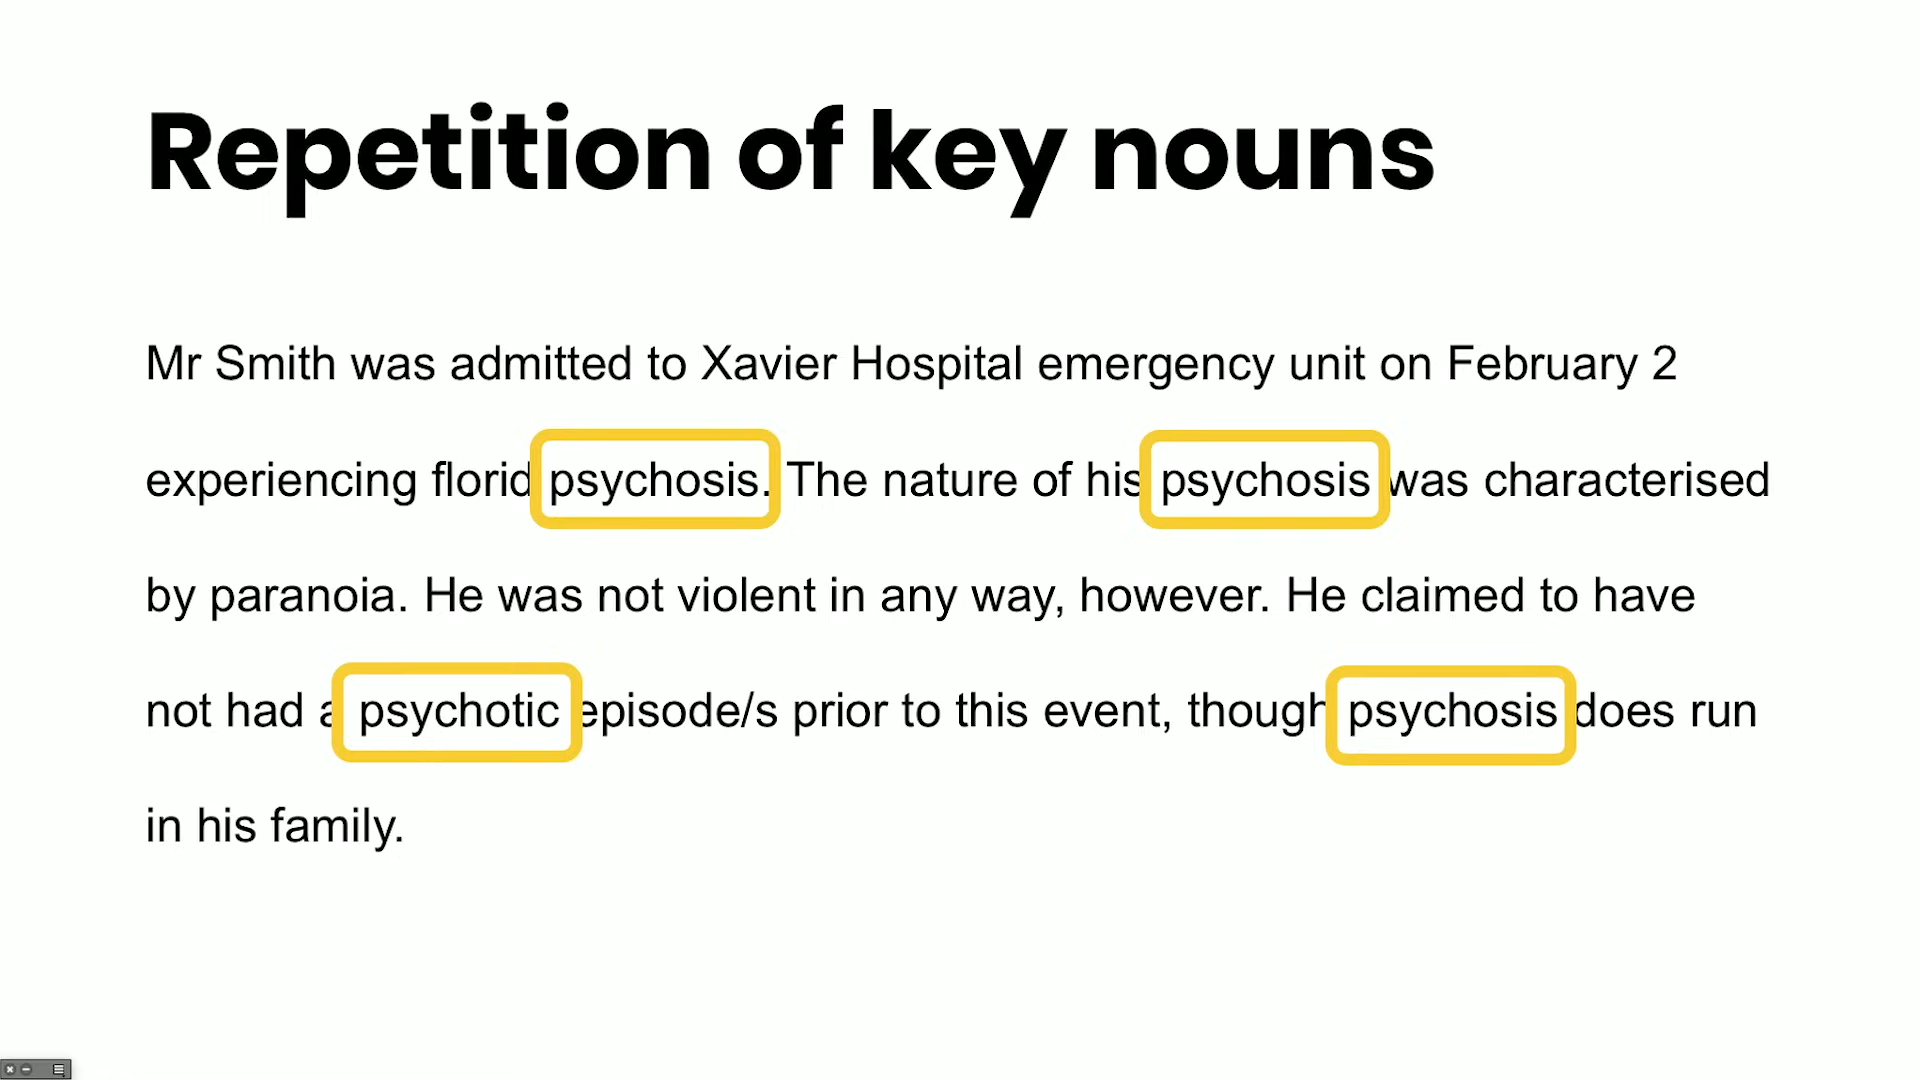 Repetition of key nouns
Mr Smith was admitted to Xavier Hospital emergency unit on February 2
experiencing florid psychosis. The nature of his psychosis was characterised
by paranoia. He was not violent in any way, however. He claimed to have
not had a psychotic episode/s prior to this event, though psychosis does run
in his family.